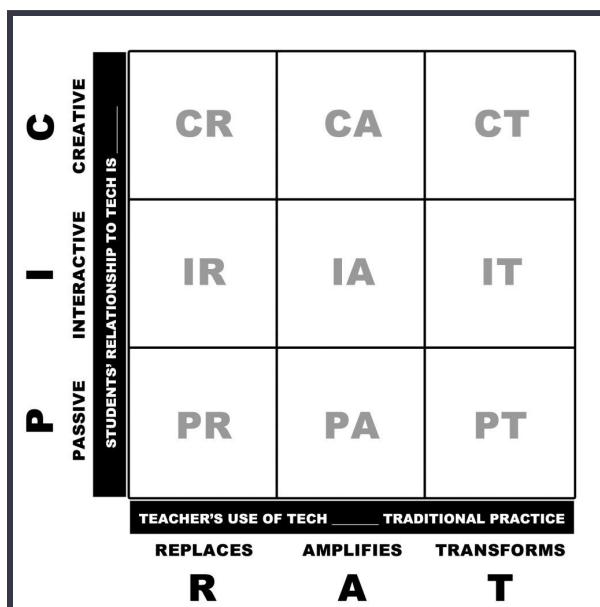 C
CREATIVE
I
INTERACTIVE
P
PASSIVE
STUDENTS' RELATIONSHIP TO TECH IS ______
CR CA CT
IR IA IT
PR PA PT
TEACHER'S USE OF TECH ______ TRADITIONAL PRACTICE
REPLACES AMPLIFIES TRANSFORMS
R A T